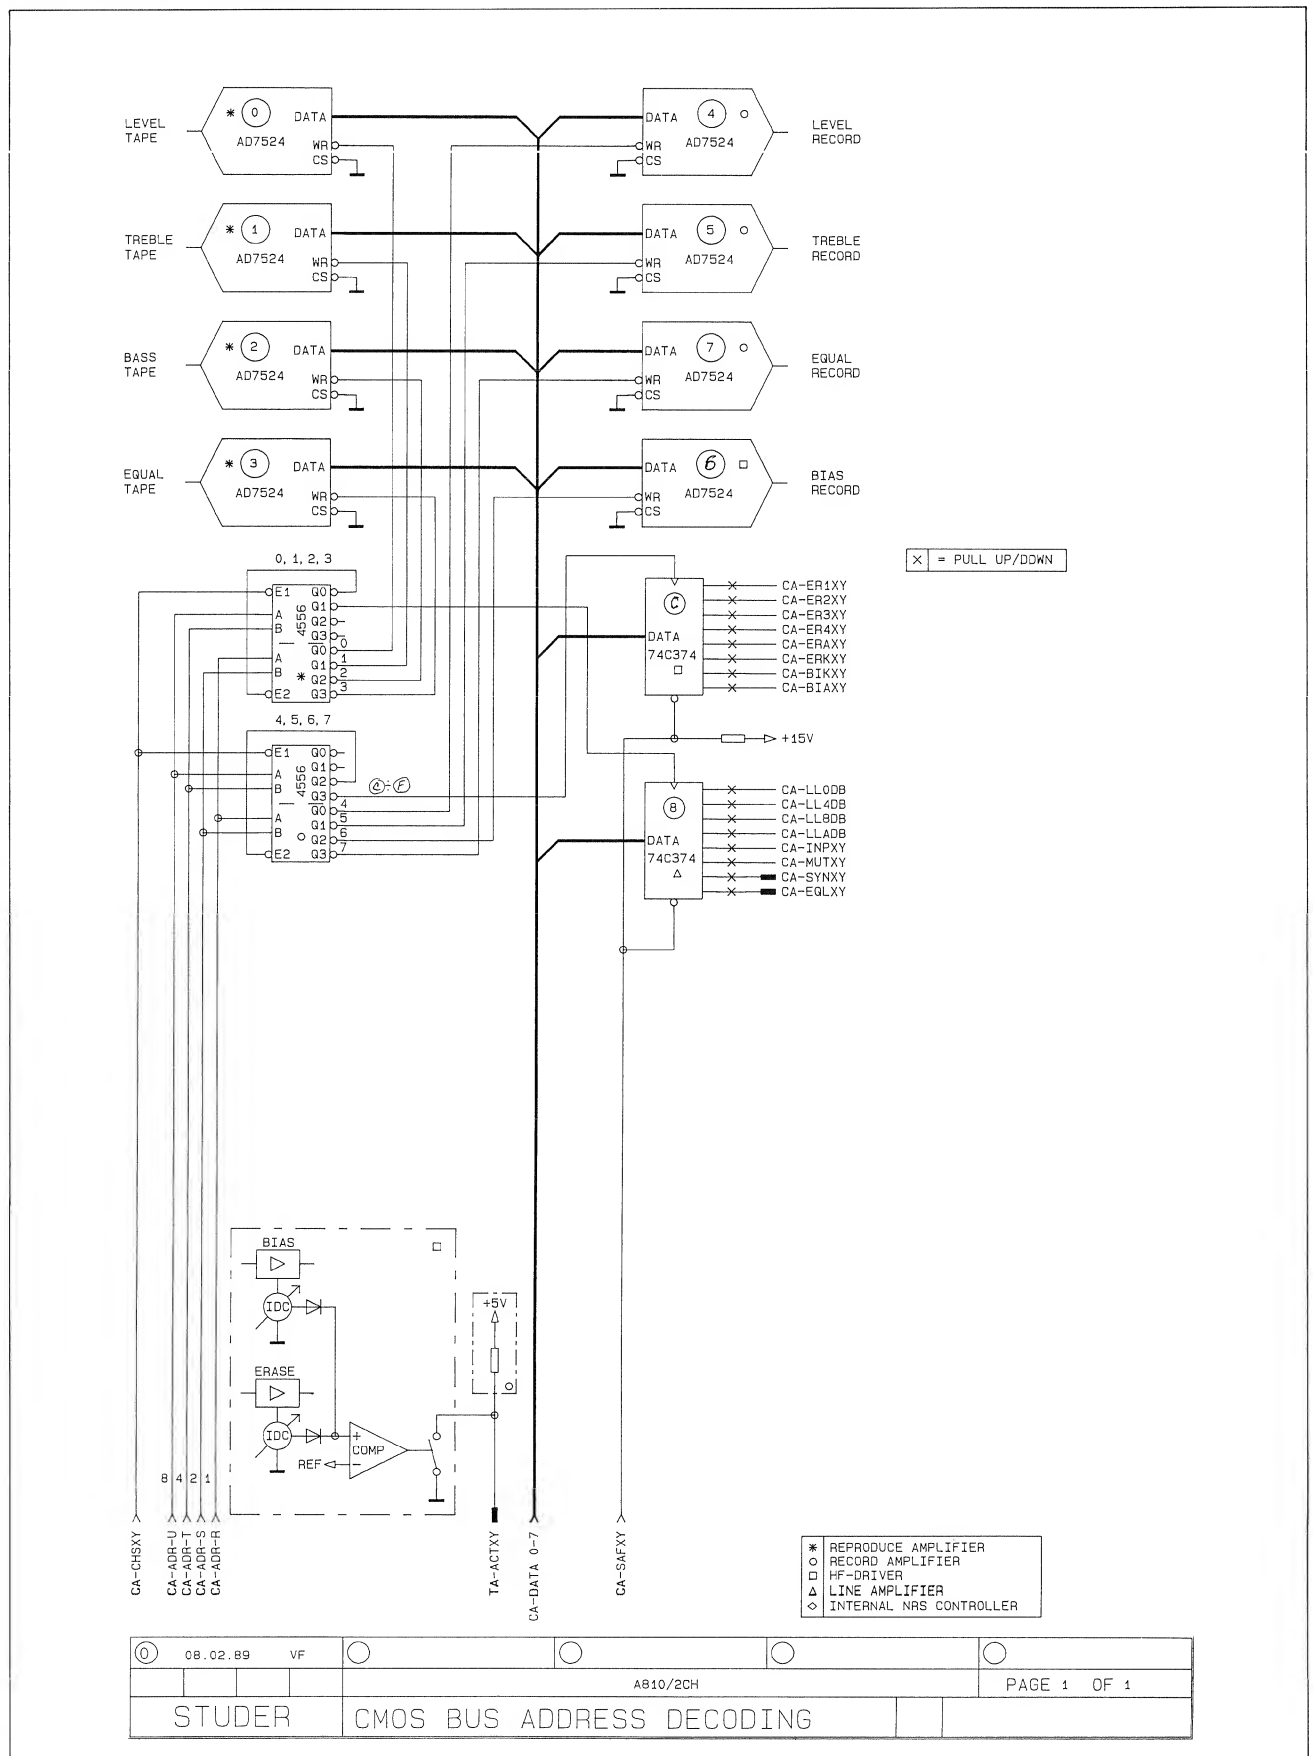 LEVEL
TAPE
* 0 DATA
AD7524
WR
CS
DATA 4
AD7524
WR
CS
LEVEL
RECORD
TREBLE
TAPE
* 1 DATA
AD7524
WR
CS
DATA 5
AD7524
WR
CS
TREBLE
RECORD
BASS
TAPE
* 2 DATA
AD7524
WR
CS
DATA 7
AD7524
WR
CS
EQUAL
RECORD
EQUAL
TAPE
* 3 DATA
AD7524
WR
CS
DATA 6
AD7524
WR
CS
BIAS
RECORD
0, 1, 2, 3
E1 Q0
Q1
A Q2
B Q3
4556
A Q0 0
B Q1 1
* Q2 2
E2 Q3 3
4, 5, 6, 7
E1 Q0
Q1
A Q2
B Q3
4556
A Q0 4
B Q1 5
Q2 6
E2 Q3 7
C÷F
X = PULL UP/DOWN
C
DATA
74C374
CA-ER1XY
CA-ER2XY
CA-ER3XY
CA-ER4XY
CA-ERAXY
CA-ERKXY
CA-BIKXY
CA-BIAXY
+15V
8
DATA
74C374
CA-LL0DB
CA-LL4DB
CA-LL8DB
CA-LLADB
CA-INPXY
CA-MUTXY
CA-SYNXY
CA-EQLXY
BIAS
IDC
ERASE
IDC
+
COMP
REF -
+5V
8 4 2 1
CA-CHSXY
CA-ADR-U
CA-ADR-T
CA-ADR-S
CA-ADR-R
TA-ACTXY
CA-DATA 0-7
CA-SAFXY
* REPRODUCE AMPLIFIER
○ RECORD AMPLIFIER
□ HF-DRIVER
△ LINE AMPLIFIER
◇ INTERNAL NRS CONTROLLER
0 08.02.89 VF
A810/2CH
PAGE 1 OF 1
STUDER
CMOS BUS ADDRESS DECODING